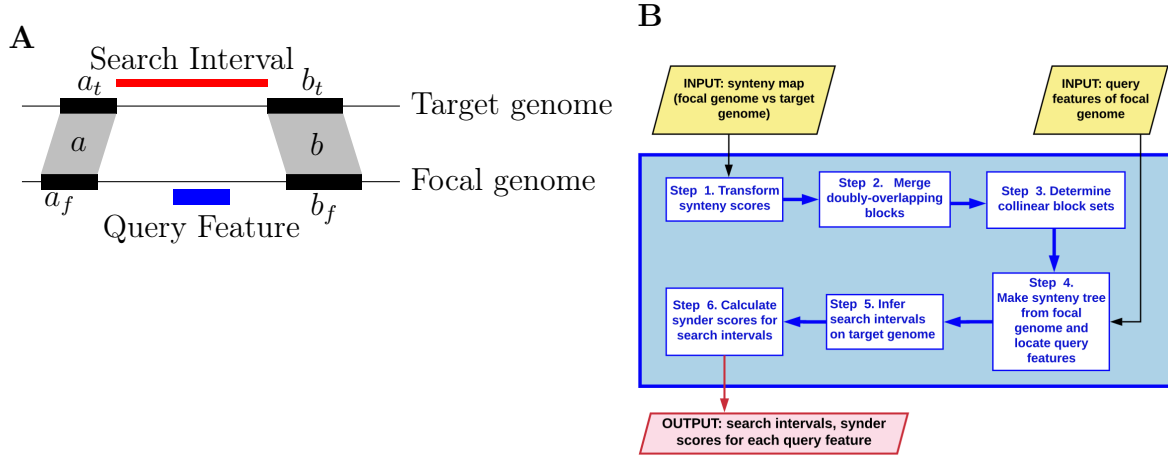 A
Search Interval
a_t
b_t
Target genome
a
b
Focal genome
a_f
b_f
Query Feature
B
INPUT: synteny map
(focal genome vs target
genome)
INPUT: query
features of focal
genome
Step 1. Transform
synteny scores
Step 2. Merge
doubly-overlapping
blocks
Step 3. Determine
collinear block sets
Step 4.
Make synteny tree
from focal
genome and
locate query
features
Step 5. Infer
search intervals
on target genome
Step 6. Calculate
synder scores for
search intervals
OUTPUT: search intervals, synder
scores for each query feature